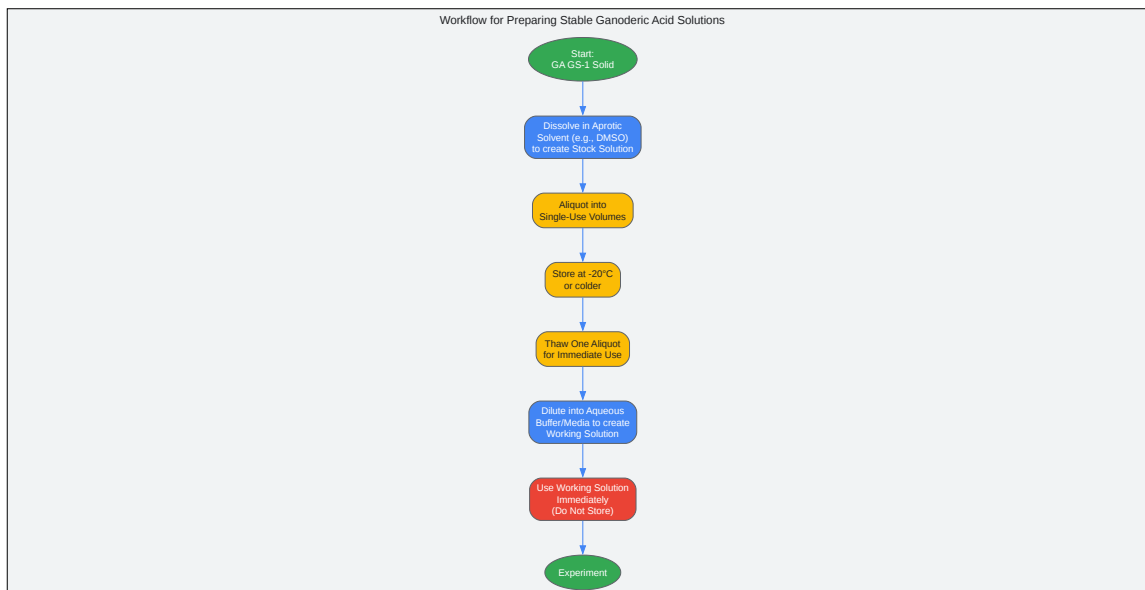 Workflow for Preparing Stable Ganoderic Acid Solutions
Start:
GA GS-1 Solid
Dissolve in Aprotic
Solvent (e.g., DMSO)
to create Stock Solution
Aliquot into
Single-Use Volumes
Store at -20°C
or colder
Thaw One Aliquot
for Immediate Use
Dilute into Aqueous
Buffer/Media to create
Working Solution
Use Working Solution
Immediately
(Do Not Store)
Experiment